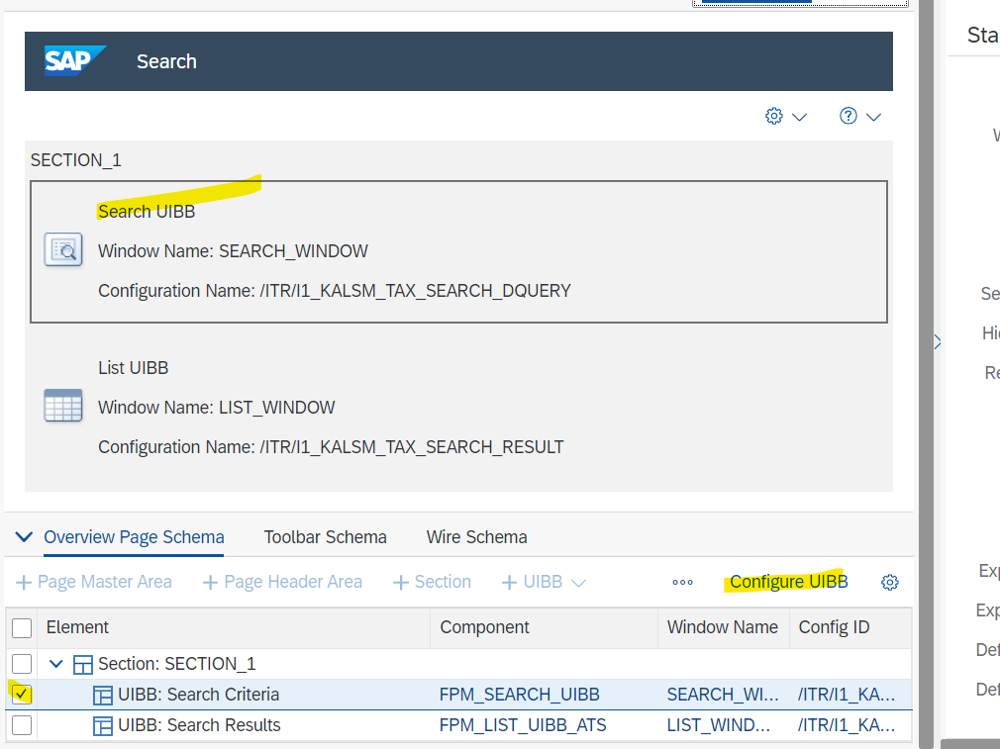 Sta
SAP Search
SECTION_1
Search UIBB
Window Name: SEARCH_WINDOW
Configuration Name: /ITR/I1_KALSM_TAX_SEARCH_DQUERY
List UIBB
Window Name: LIST_WINDOW
Configuration Name: /ITR/I1_KALSM_TAX_SEARCH_RESULT
Se
Hi
Re
Overview Page Schema Toolbar Schema Wire Schema
+ Page Master Area + Page Header Area + Section + UIBB ••• Configure UIBB
Exp
Exp
Def
Def
Element Component Window Name Config ID
Section: SECTION_1
UIBB: Search Criteria FPM_SEARCH_UIBB SEARCH_WI... /ITR/I1_KA...
UIBB: Search Results FPM_LIST_UIBB_ATS LIST_WIND... /ITR/I1_KA...